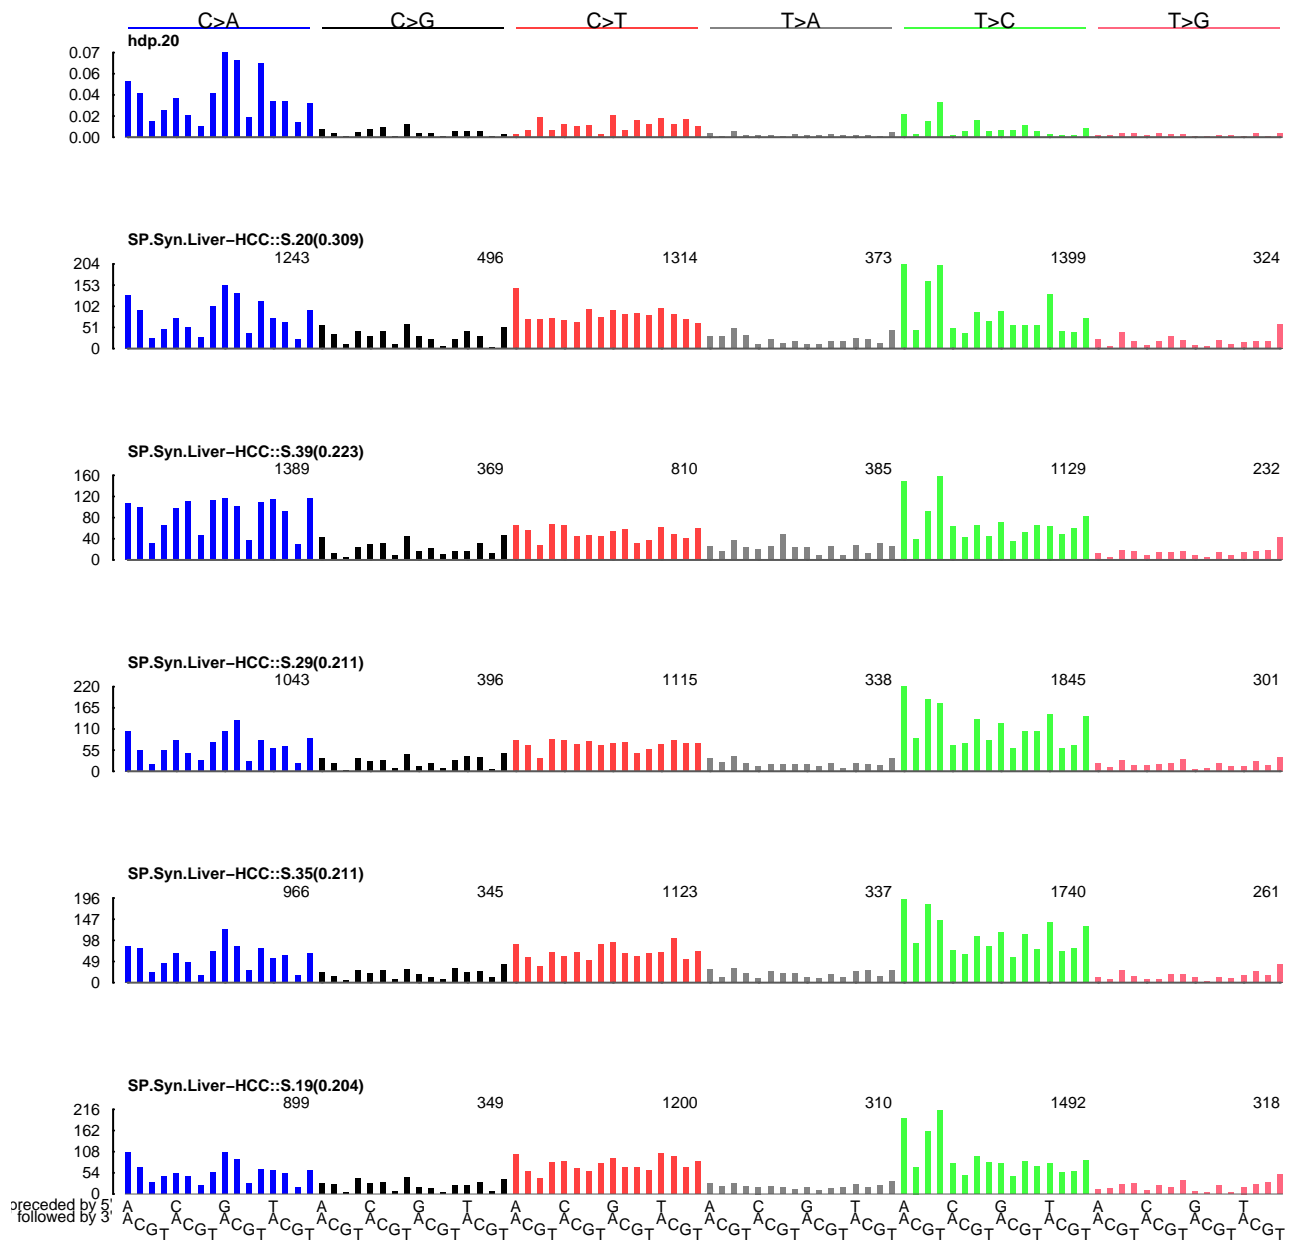 C>A C>G C>T T>A T>C T>G
hdp.20
0.07
0.06
0.04
0.02
0.00
SP.Syn.Liver−HCC::S.20(0.309)
1243 496 1314 373 1399 324
204
153
102
51
0
SP.Syn.Liver−HCC::S.39(0.223)
1389 369 810 385 1129 232
160
120
80
40
0
SP.Syn.Liver−HCC::S.29(0.211)
1043 396 1115 338 1845 301
220
165
110
55
0
SP.Syn.Liver−HCC::S.35(0.211)
966 345 1123 337 1740 261
196
147
98
49
0
SP.Syn.Liver−HCC::S.19(0.204)
899 349 1200 310 1492 318
216
162
108
54
0
preceded by 5' A C G T A C G T A C G T A C G T A C G T A C G T
followed by 3' A C G T A C G T A C G T A C G T A C G T A C G T A C G T A C G T A C G T A C G T A C G T A C G T A C G T A C G T A C G T A C G T A C G T A C G T A C G T A C G T A C G T A C G T A C G T A C G T